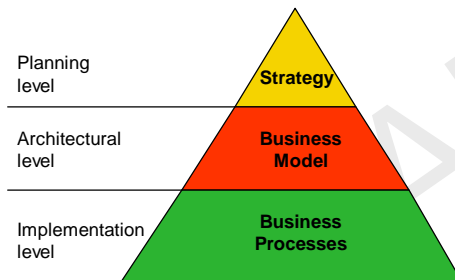 Planning
level
Strategy
Architectural
level
Business
Model
Implementation
level
Business
Processes